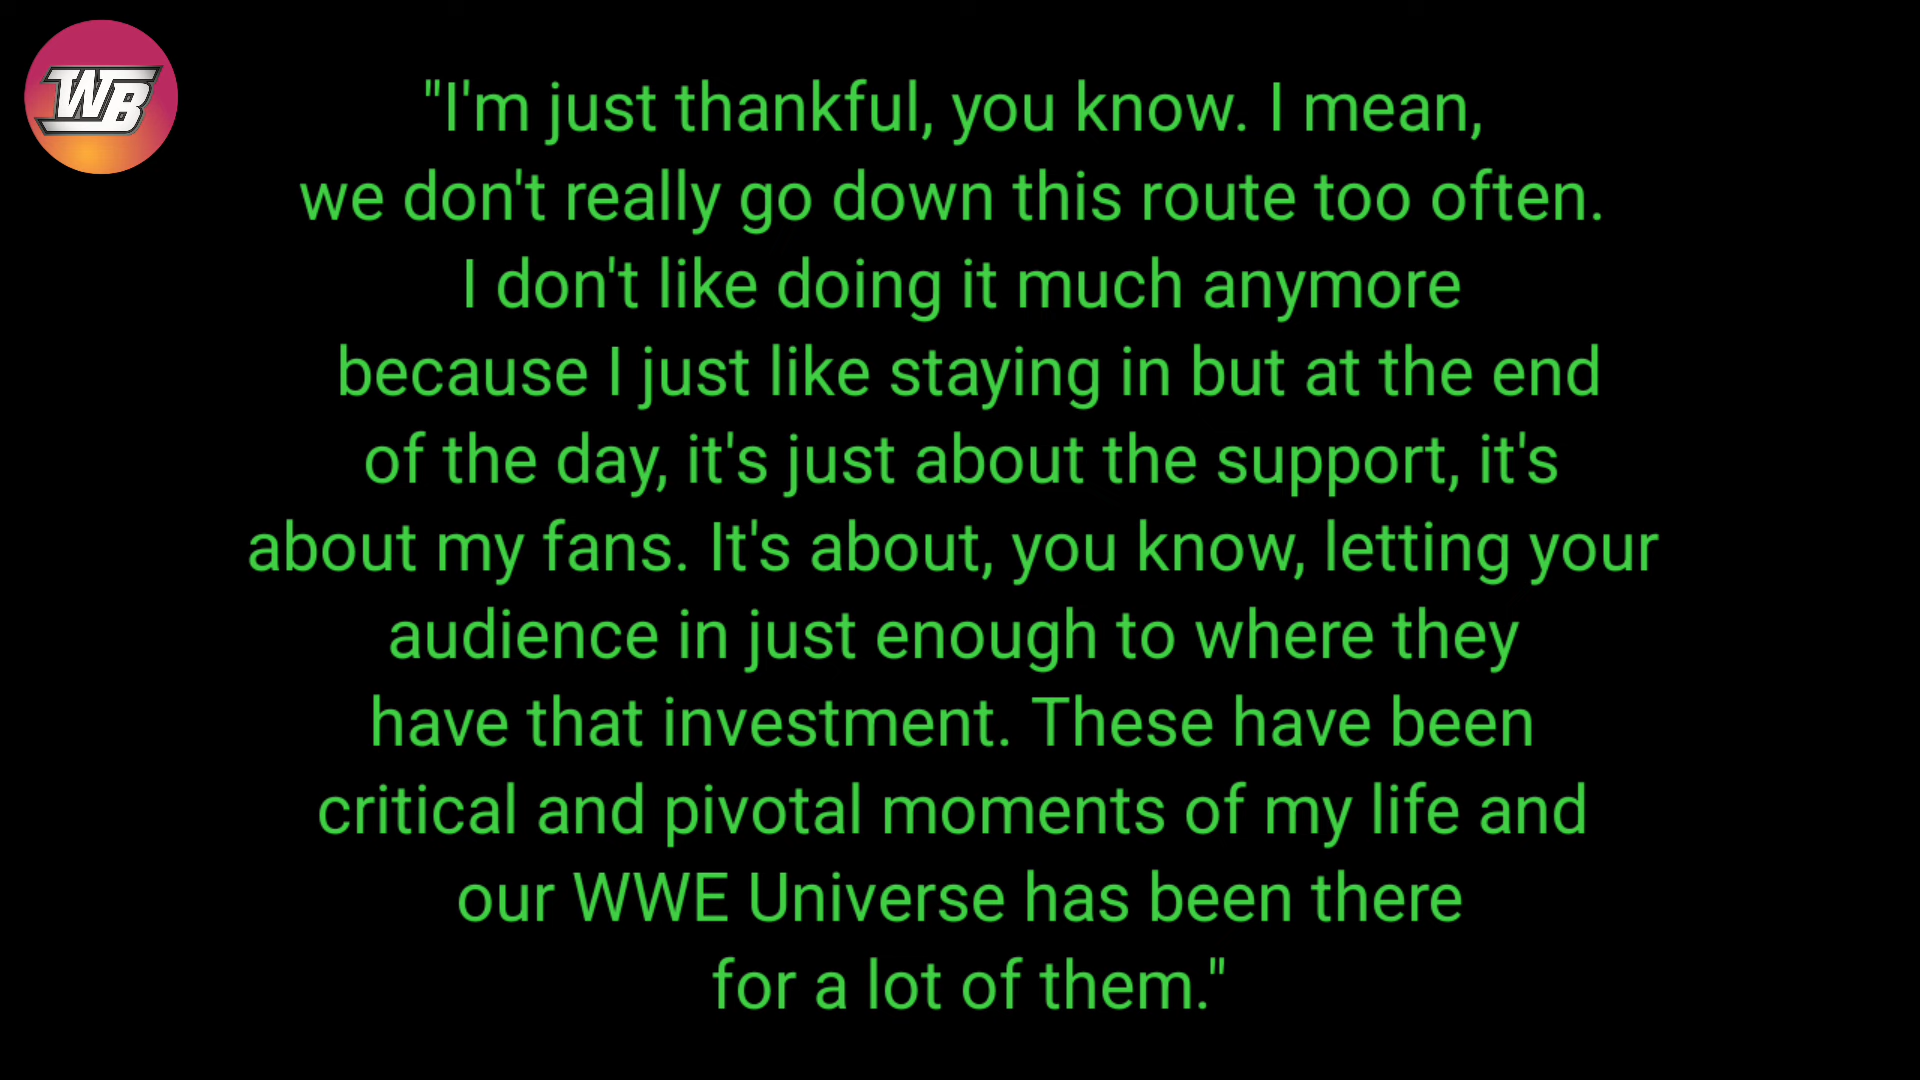 WB
"I'm just thankful, you know. I mean,
we don't really go down this route too often.
I don't like doing it much anymore
because I just like staying in but at the end
of the day, it's just about the support, it's
about my fans. It's about, you know, letting your
audience in just enough to where they
have that investment. These have been
critical and pivotal moments of my life and
our WWE Universe has been there
for a lot of them."